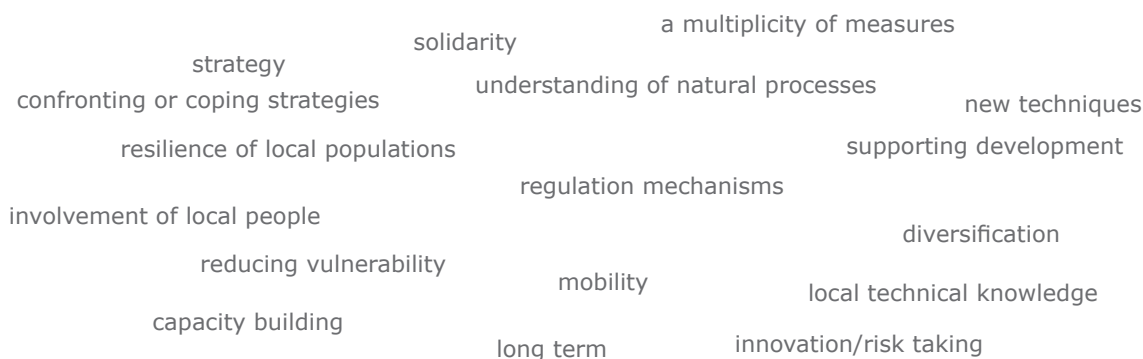 a multiplicity of measures
solidarity
strategy
understanding of natural processes
confronting or coping strategies
new techniques
resilience of local populations
supporting development
regulation mechanisms
involvement of local people
diversification
reducing vulnerability
mobility
local technical knowledge
capacity building
long term
innovation/risk taking